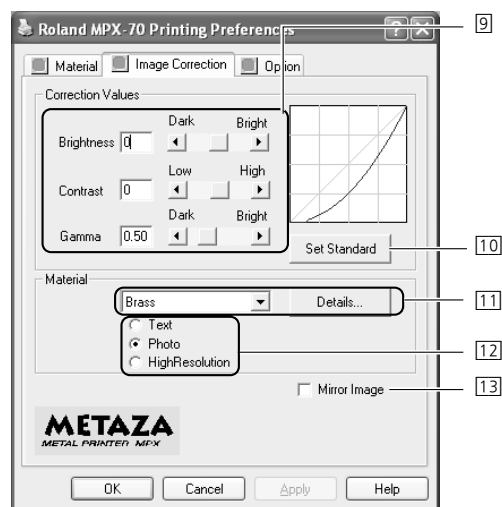 Roland MPX-70 Printing Preferences
9
Material Image Correction Option
Correction Values
Dark Bright
Brightness 0
Low High
Contrast 0
Dark Bright
Gamma 0.50
Set Standard
10
Material
Brass Details...
11
Text
Photo
12
HighResolution
Mirror Image
13
METAZA
METAL PRINTER MPX
OK Cancel Apply Help